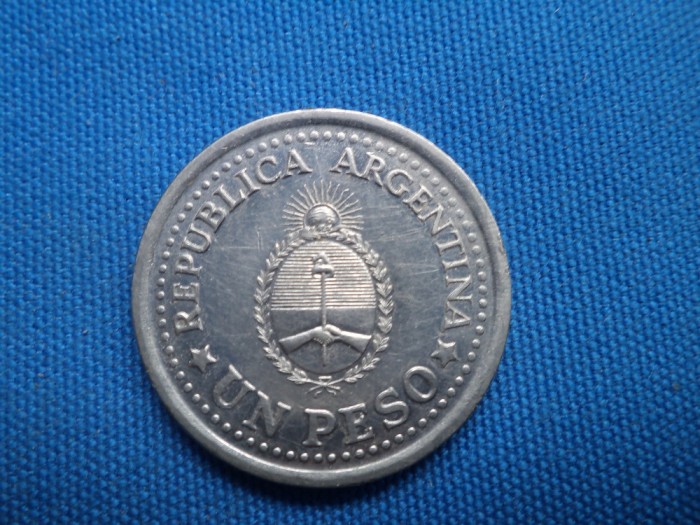 REPUBLICA ARGENTINA
UN PESO